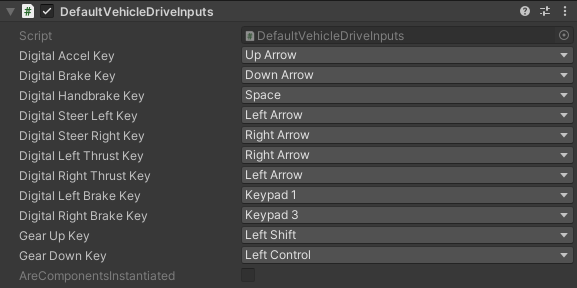 DefaultVehicleDriveInputs
Script DefaultVehicleDriveInputs
Digital Accel Key Up Arrow
Digital Brake Key Down Arrow
Digital Handbrake Key Space
Digital Steer Left Key Left Arrow
Digital Steer Right Key Right Arrow
Digital Left Thrust Key Right Arrow
Digital Right Thrust Key Left Arrow
Digital Left Brake Key Keypad 1
Digital Right Brake Key Keypad 3
Gear Up Key Left Shift
Gear Down Key Left Control
AreComponentsInstantiated